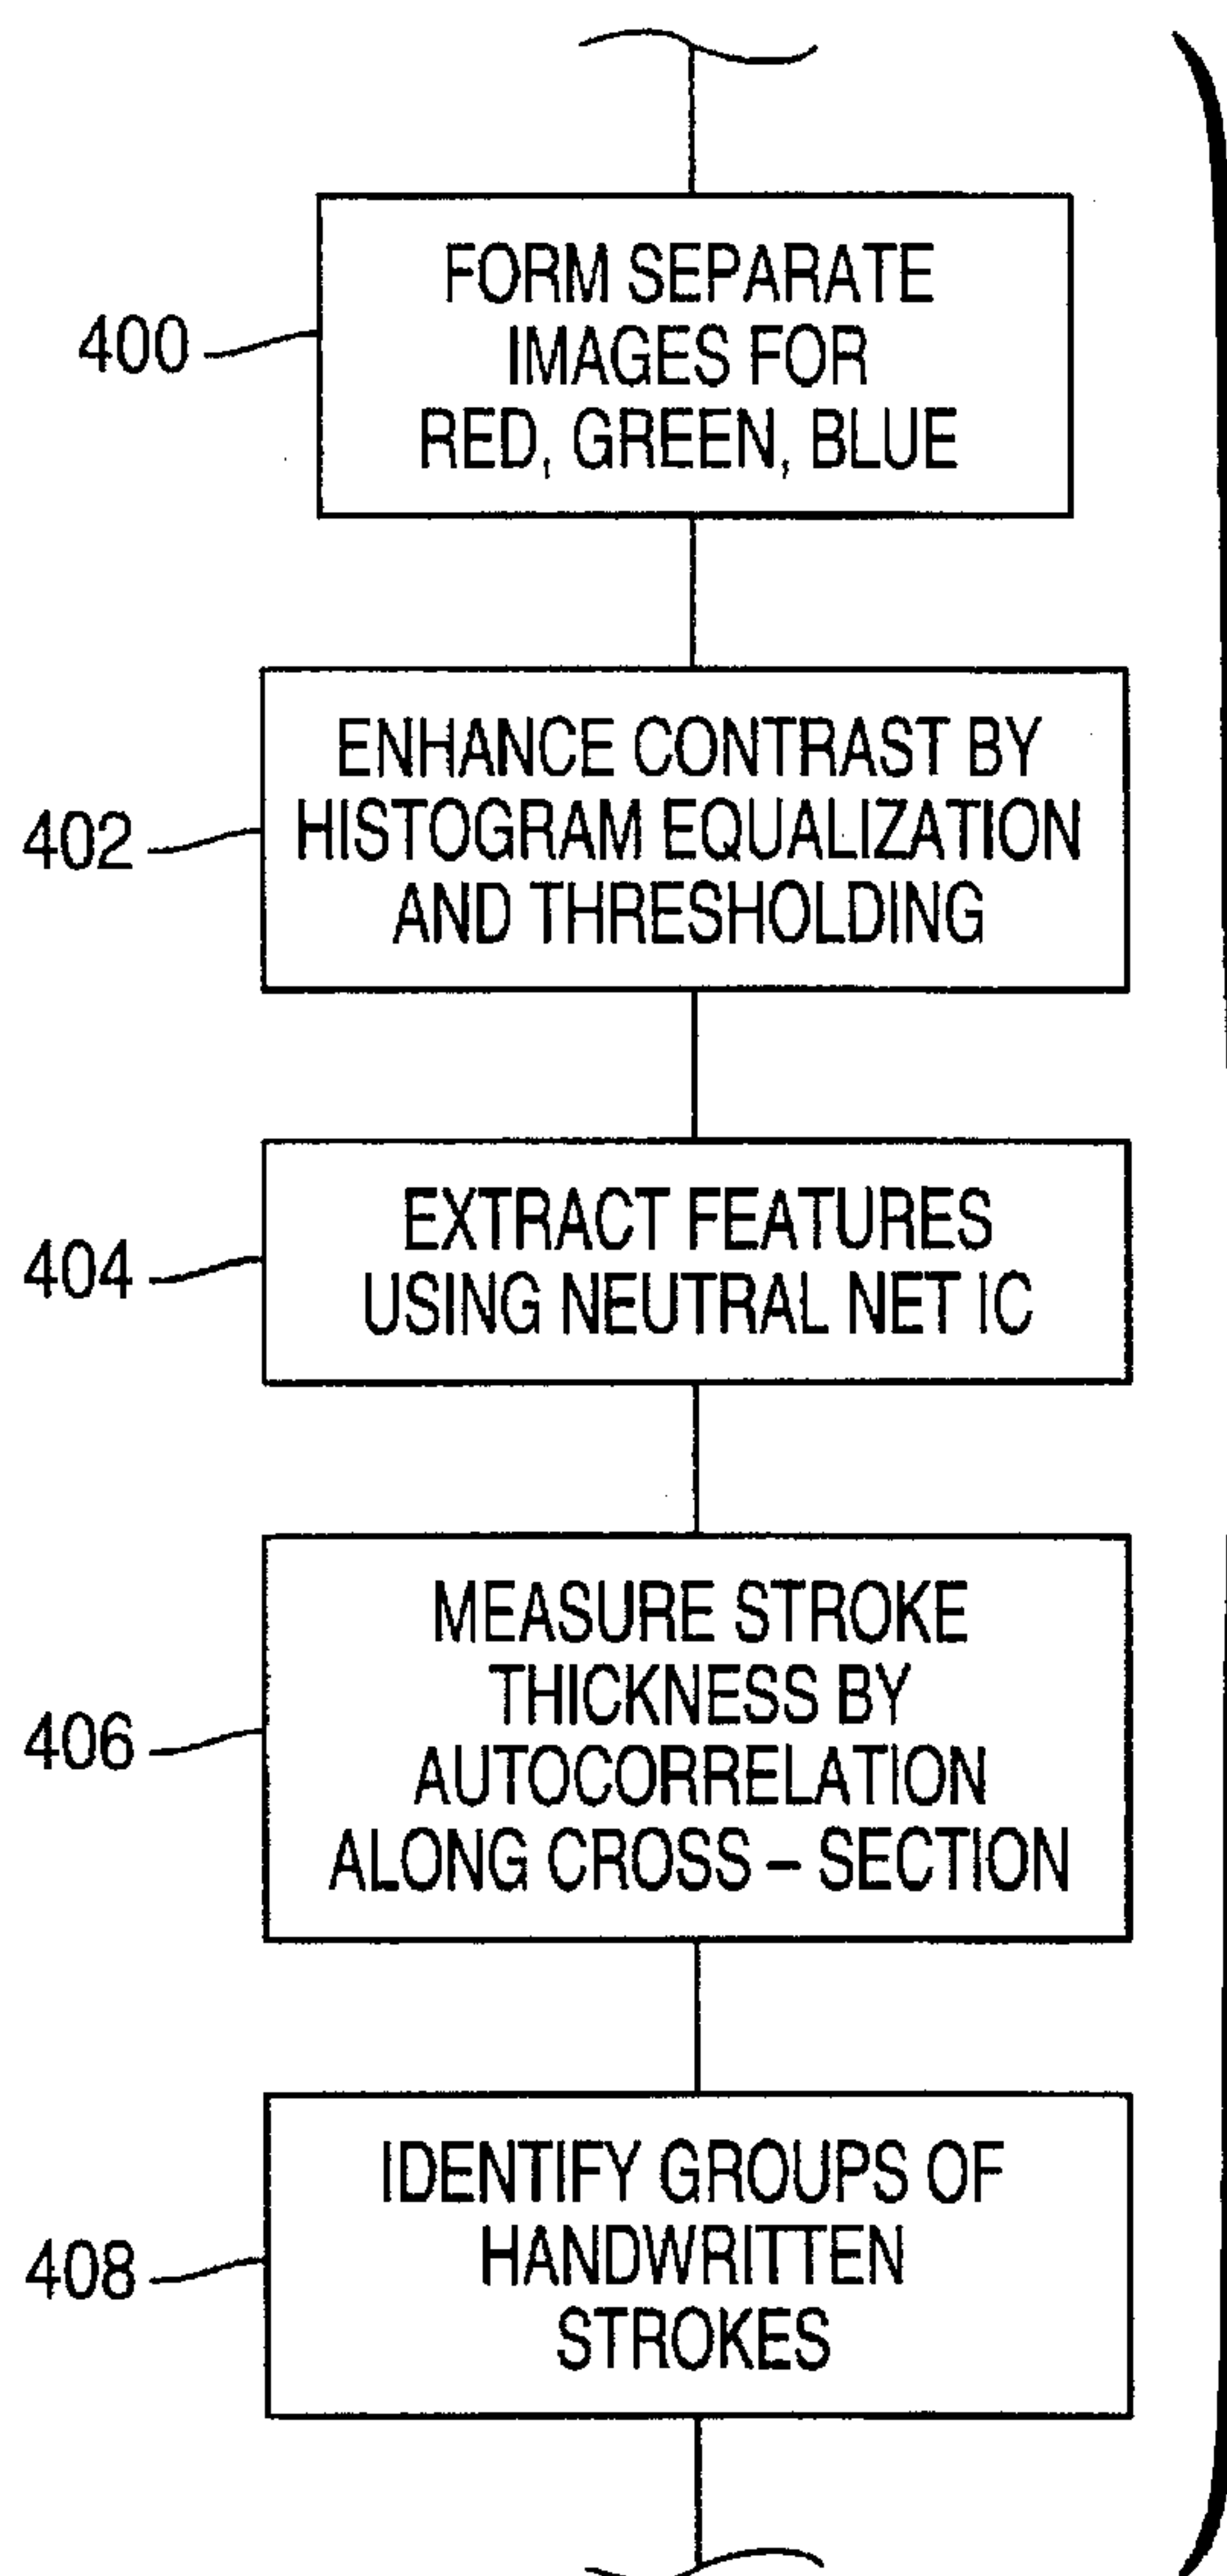 FORM SEPARATE
IMAGES FOR
RED, GREEN, BLUE
400
ENHANCE CONTRAST BY
HISTOGRAM EQUALIZATION
AND THRESHOLDING
402
EXTRACT FEATURES
USING NEUTRAL NET IC
404
MEASURE STROKE
THICKNESS BY
AUTOCORRELATION
ALONG CROSS – SECTION
406
IDENTIFY GROUPS OF
HANDWRITTEN
STROKES
408